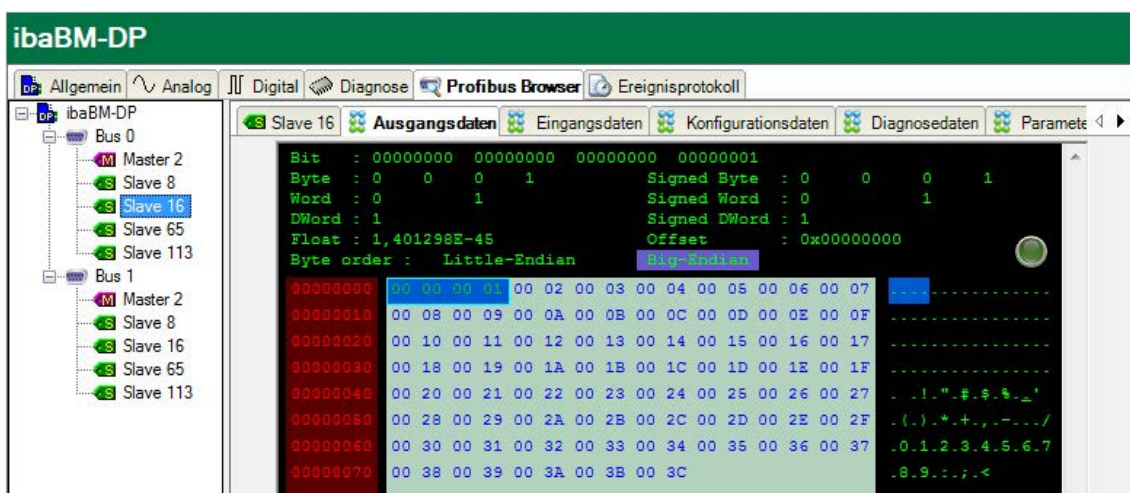 ibaBM-DP
Allgemein Analog Digital Diagnose Profibus Browser Ereignisprotokoll
ibaBM-DP
Bus 0
Master 2
Slave 8
Slave 16
Slave 65
Slave 113
Bus 1
Master 2
Slave 8
Slave 16
Slave 65
Slave 113
Slave 16 Ausgangsdaten Eingangsdaten Konfigurationsdaten Diagnosedaten Paramete
Bit : 00000000 00000000 00000000 00000001
Byte : 0 0 0 1 Signed Byte : 0 0 0 1
Word : 0 1 Signed Word : 0 1
DWord : 1 Signed DWord : 1
Float : 1,401298E-45 Offset : 0x00000000
Byte order : Little-Endian Big-Endian
00000000 00 00 00 01 00 02 00 03 00 04 00 05 00 06 00 07 ................
00000010 00 08 00 09 00 0A 00 0B 00 0C 00 0D 00 0E 00 0F ................
00000020 00 10 00 11 00 12 00 13 00 14 00 15 00 16 00 17 ................
00000030 00 18 00 19 00 1A 00 1B 00 1C 00 1D 00 1E 00 1F ................
00000040 00 20 00 21 00 22 00 23 00 24 00 25 00 26 00 27 . .!.".#.$.%._'
00000050 00 28 00 29 00 2A 00 2B 00 2C 00 2D 00 2E 00 2F .(.).*.+.,.-.../
00000060 00 30 00 31 00 32 00 33 00 34 00 35 00 36 00 37 .0.1.2.3.4.5.6.7
00000070 00 38 00 39 00 3A 00 3B 00 3C .8.9.:.;.<